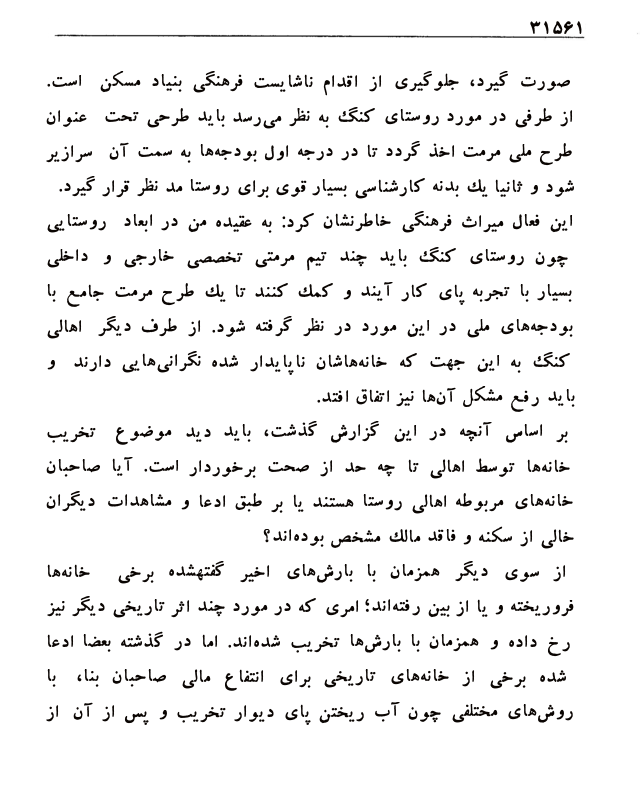 ۳۱۵۶۱
صورت گیرد، جلوگیری از اقدام ناشایست فرهنگی بنیاد مسکن است.
از طرفی در مورد روستای کنگ به نظر می‌رسد باید طرحی تحت عنوان
طرح ملی مرمت اخذ گردد تا در درجه اول بودجه‌ها به سمت آن سرازیر
شود و ثانیا یك بدنه کارشناسی بسیار قوی برای روستا مد نظر قرار گیرد.
این فعال میراث فرهنگی خاطرنشان کرد: به عقیده من در ابعاد روستایی
چون روستای کنگ باید چند تیم مرمتی تخصصی خارجی و داخلی
بسیار با تجربه پای کار آیند و کمك کنند تا یك طرح مرمت جامع با
بودجه‌های ملی در این مورد در نظر گرفته شود. از طرف دیگر اهالی
کنگ به این جهت که خانه‌هاشان ناپایدار شده نگرانی‌هایی دارند و
باید رفع مشکل آن‌ها نیز اتفاق افتد.
بر اساس آنچه در این گزارش گذشت، باید دید موضوع تخریب
خانه‌ها توسط اهالی تا چه حد از صحت برخوردار است. آیا صاحبان
خانه‌های مربوطه اهالی روستا هستند یا بر طبق ادعا و مشاهدات دیگران
خالی از سکنه و فاقد مالك مشخص بوده‌اند؟
از سوی دیگر همزمان با بارش‌های اخیر گفتهشده برخی خانه‌ها
فروریخته و یا از بین رفته‌اند؛ امری که در مورد چند اثر تاریخی دیگر نیز
رخ داده و همزمان با بارش‌ها تخریب شده‌اند. اما در گذشته بعضا ادعا
شده برخی از خانه‌های تاریخی برای انتفاع مالی صاحبان بنا، با
روش‌های مختلفی چون آب ریختن پای دیوار تخریب و پس از آن از